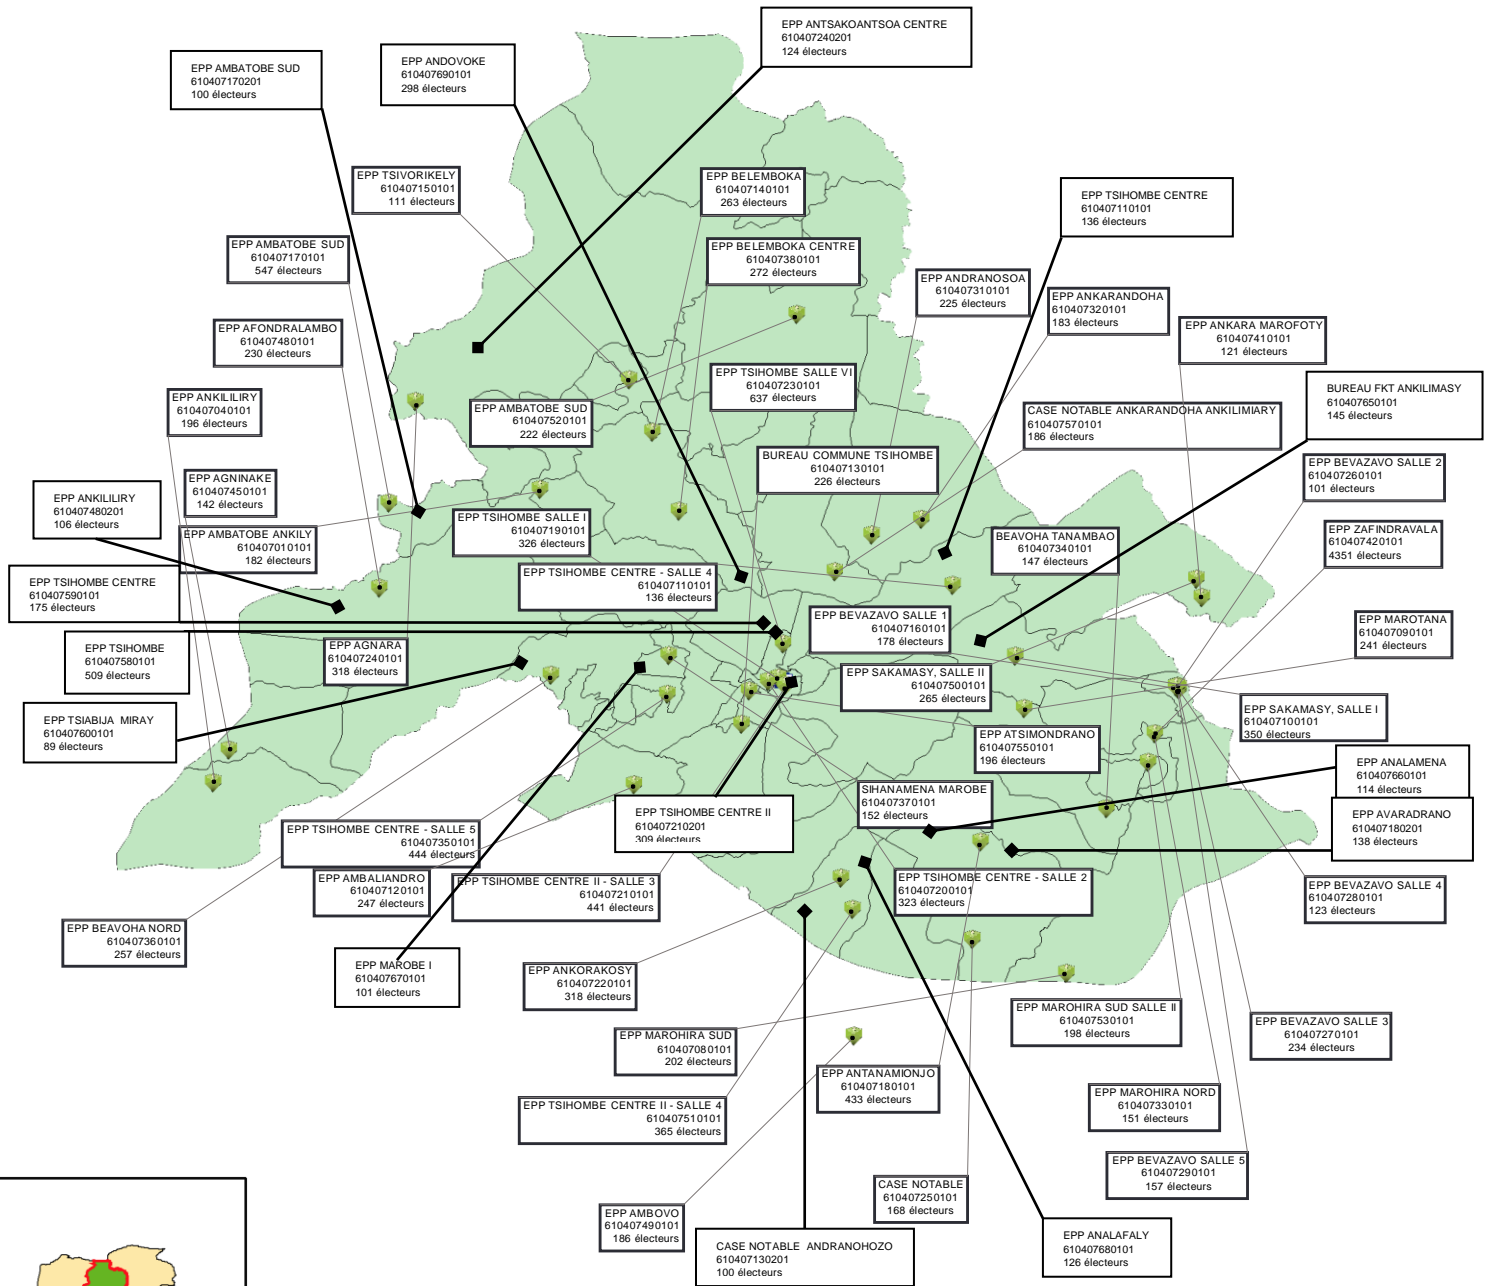 EPP ANTSAKOANTSOA CENTRE
610407240201
124 électeurs
EPP AMBATOBE SUD
610407170201
100 électeurs
EPP ANDOVOKE
610407690101
298 électeurs
EPP TSIVORIKELY
610407150101
111 électeurs
EPP BELEMBOKA
610407140101
263 électeurs
EPP TSIHOMBE CENTRE
610407110101
136 électeurs
EPP AMBATOBE SUD
610407170101
547 électeurs
EPP BELEMBOKA CENTRE
610407380101
272 électeurs
EPP ANDRANOSOA
610407310101
225 électeurs
EPP ANKARANDOHA
610407320101
183 électeurs
EPP ANKARA MAROFOTY
610407410101
121 électeurs
EPP AFONDRALAMBO
610407480101
230 électeurs
EPP TSIHOMBE SALLE VI
610407230101
637 électeurs
BUREAU FKT ANKILIMASY
610407650101
145 électeurs
EPP ANKILILIRY
610407040101
196 électeurs
EPP AMBATOBE SUD
610407520101
222 électeurs
CASE NOTABLE ANKARANDOHA ANKILIMIARY
610407570101
186 électeurs
BUREAU COMMUNE TSIHOMBE
610407130101
226 électeurs
EPP BEVAZAVO SALLE 2
610407260101
101 électeurs
EPP AGNINAKE
610407450101
142 électeurs
EPP ANKILILIRY
610407480201
106 électeurs
EPP TSIHOMBE SALLE I
610407190101
326 électeurs
EPP AMBATOBE ANKILY
610407010101
182 électeurs
BEAVOHA TANAMBAO
610407340101
147 électeurs
EPP ZAFINDRAVALA
610407420101
4351 électeurs
EPP TSIHOMBE CENTRE
610407590101
175 électeurs
EPP TSIHOMBE CENTRE - SALLE 4
610407110101
136 électeurs
EPP BEVAZAVO SALLE 1
610407160101
178 électeurs
EPP MAROTANA
610407090101
241 électeurs
EPP TSIHOMBE
610407580101
509 électeurs
EPP AGNARA
610407240101
318 électeurs
EPP SAKAMASY, SALLE II
610407500101
265 électeurs
EPP SAKAMASY, SALLE I
610407100101
350 électeurs
EPP TSIABIJA MIRAY
610407600101
89 électeurs
EPP ATSIMONDRANO
610407550101
196 électeurs
EPP ANALAMENA
610407660101
114 électeurs
SIHANAMENA MAROBE
610407370101
152 électeurs
EPP TSIHOMBE CENTRE II
610407210201
309 électeurs
EPP AVARADRANO
610407180201
138 électeurs
EPP TSIHOMBE CENTRE - SALLE 5
610407350101
444 électeurs
EPP AMBALIANDRO
610407120101
247 électeurs
EPP TSIHOMBE CENTRE II - SALLE 3
610407210101
441 électeurs
EPP TSIHOMBE CENTRE - SALLE 2
610407200101
323 électeurs
EPP BEVAZAVO SALLE 4
610407280101
123 électeurs
EPP BEAVOHA NORD
610407360101
257 électeurs
EPP MAROBE I
610407670101
101 électeurs
EPP ANKORAKOSY
610407220101
318 électeurs
EPP MAROHIRA SUD SALLE II
610407530101
198 électeurs
EPP BEVAZAVO SALLE 3
610407270101
234 électeurs
EPP MAROHIRA SUD
610407080101
202 électeurs
EPP ANTANAMIONJO
610407180101
433 électeurs
EPP MAROHIRA NORD
610407330101
151 électeurs
EPP TSIHOMBE CENTRE II - SALLE 4
610407510101
365 électeurs
EPP BEVAZAVO SALLE 5
610407290101
157 électeurs
CASE NOTABLE
610407250101
168 électeurs
EPP AMBOVO
610407490101
186 électeurs
CASE NOTABLE ANDRANOHOZO
610407130201
100 électeurs
EPP ANALAFALY
610407680101
126 électeurs